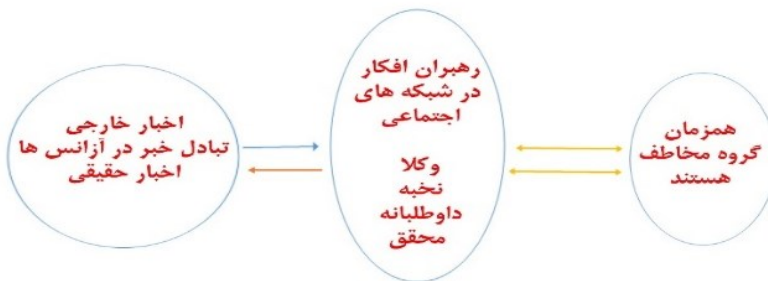 همزمان
گروه مخاطف
هستند
رهبران افکار
در شبکه های
اجتماعی
وکلا
نخبه
داوطلبانه
محقق
اخبار خارجی
تبادل خبر در آزانس ها
اخبار حقیقی